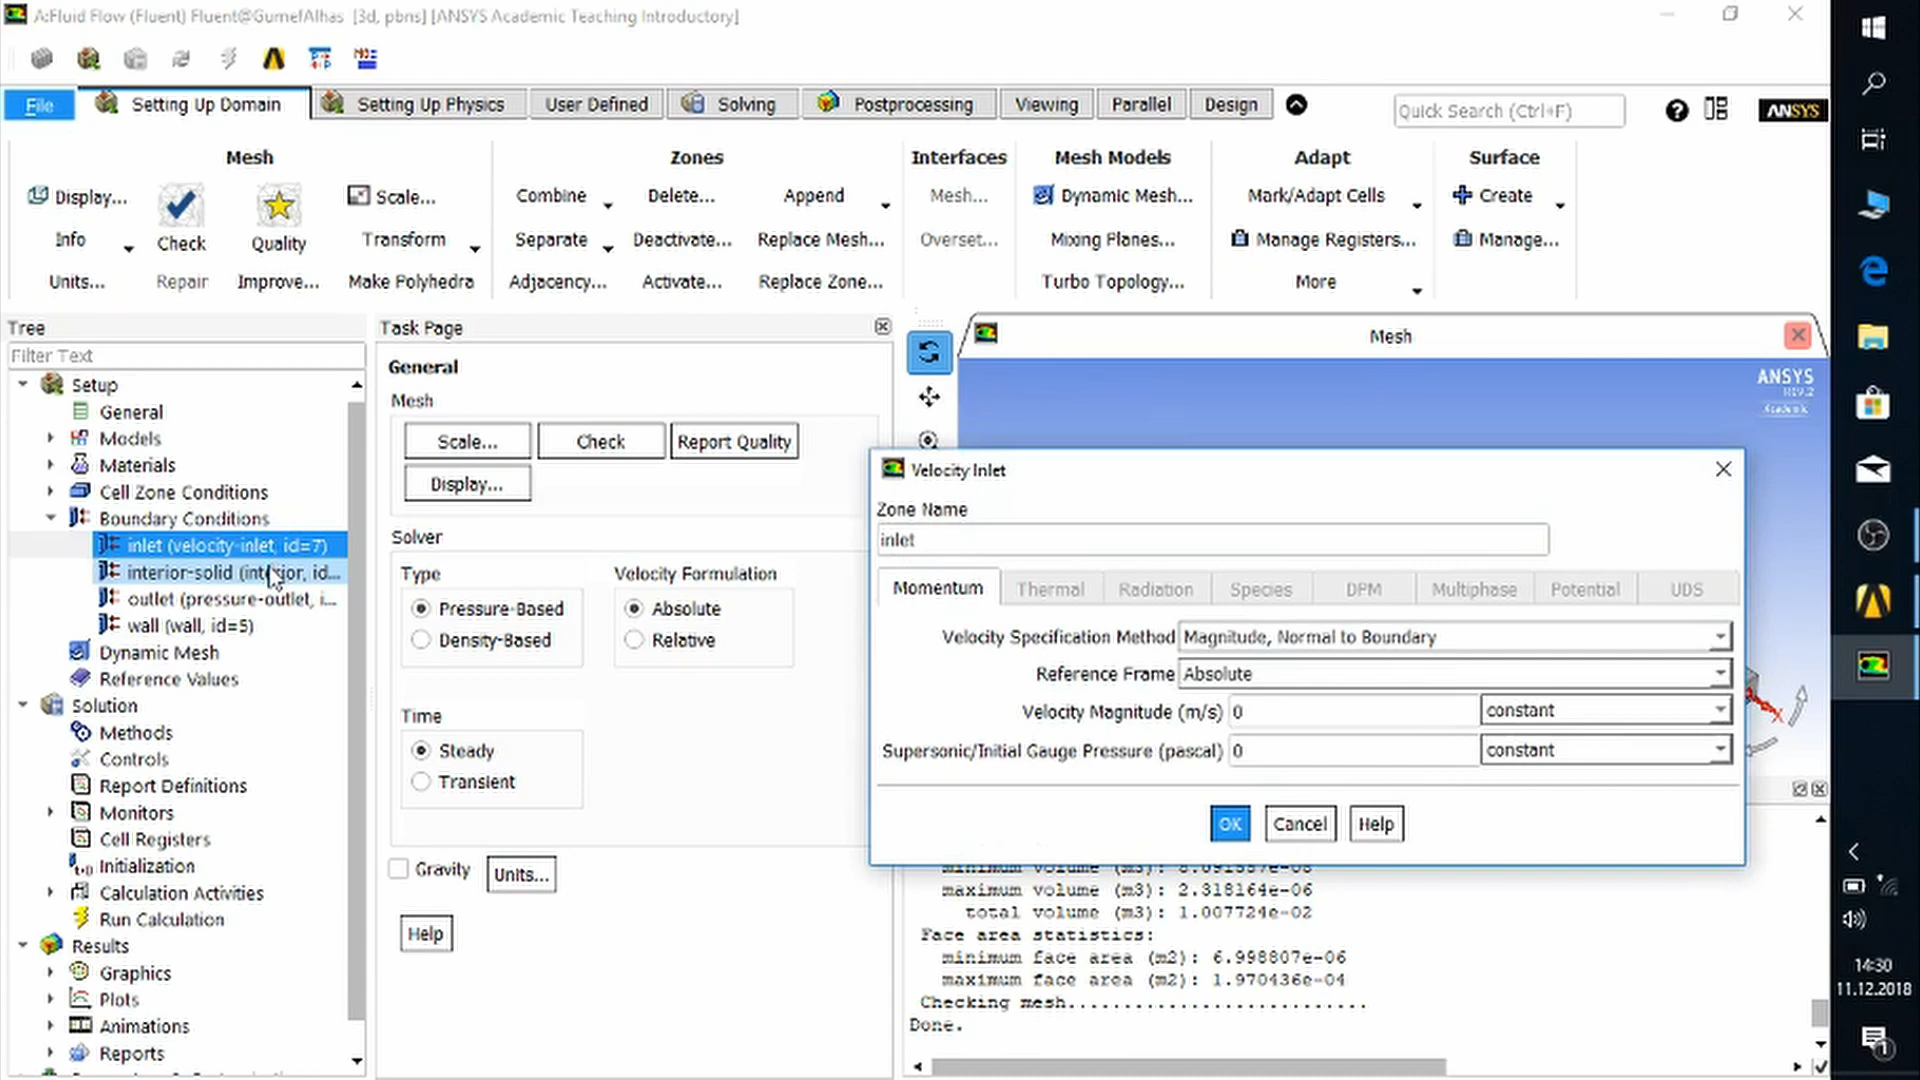 A:Fluid Flow (Fluent) Fluent@GurnefAlhas [3d, pbns] [ANSYS Academic Teaching Introductory]
File
Setting Up Domain
Setting Up Physics
User Defined
Solving
Postprocessing
Viewing
Parallel
Design
Quick Search (Ctrl+F)
ANSYS
Mesh
Zones
Interfaces
Mesh Models
Adapt
Surface
Display...
Check
Quality
Scale...
Combine
Delete...
Append
Mesh...
Dynamic Mesh...
Mark/Adapt Cells
Create
Info
Transform
Separate
Deactivate...
Replace Mesh...
Overset...
Mixing Planes...
Manage Registers...
Manage...
Units...
Repair
Improve...
Make Polyhedra
Adjacency...
Activate...
Replace Zone...
Turbo Topology...
More
Tree
Filter Text
Setup
General
Models
Materials
Cell Zone Conditions
Boundary Conditions
inlet (velocity-inlet, id=7)
interior-solid (interior, id...
outlet (pressure-outlet, i...
wall (wall, id=5)
Dynamic Mesh
Reference Values
Solution
Methods
Controls
Report Definitions
Monitors
Cell Registers
Initialization
Calculation Activities
Run Calculation
Results
Graphics
Plots
Animations
Reports
Task Page
General
Mesh
Scale...
Check
Report Quality
Display...
Solver
Type
Velocity Formulation
Pressure-Based
Absolute
Density-Based
Relative
Time
Steady
Transient
Gravity
Units...
Help
Mesh
ANSYS
R19.2
Academic
Velocity Inlet
Zone Name
inlet
Momentum
Thermal
Radiation
Species
DPM
Multiphase
Potential
UDS
Velocity Specification Method Magnitude, Normal to Boundary
Reference Frame Absolute
Velocity Magnitude (m/s) 0 constant
Supersonic/Initial Gauge Pressure (pascal) 0 constant
OK
Cancel
Help
minimum volume (m3):
maximum volume (m3): 2.318164e-06
total volume (m3): 1.007724e-02
Face area statistics:
minimum face area (m2): 6.998807e-06
maximum face area (m2): 1.970436e-04
Checking mesh...........................
Done.
14:30
11.12.2018
1